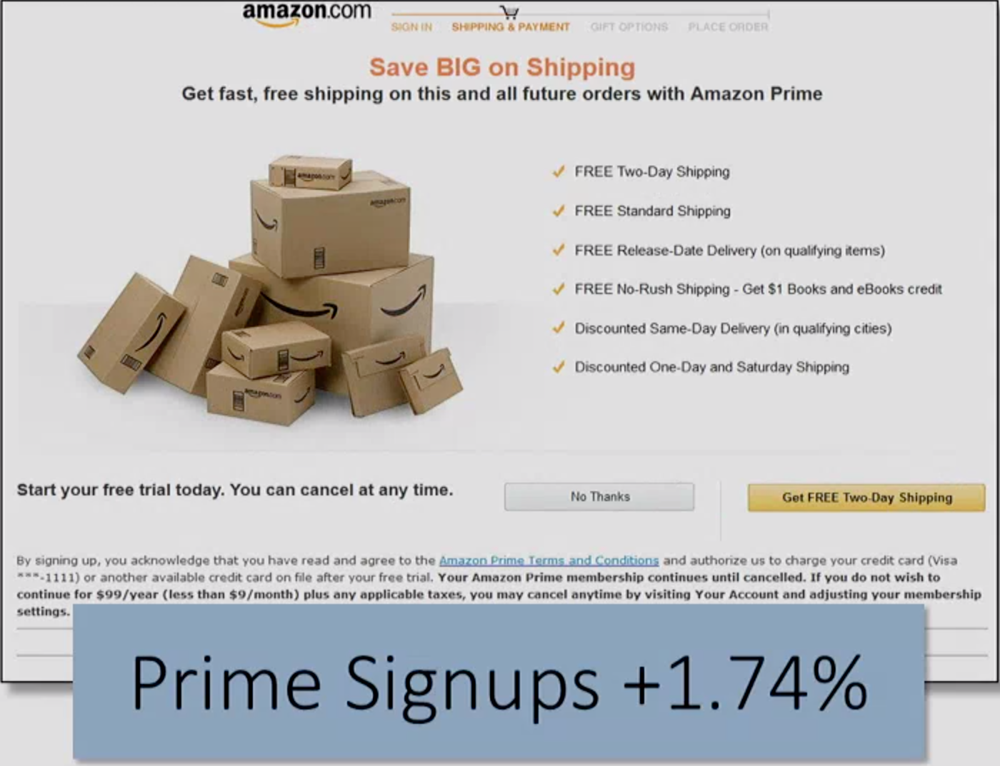 amazon.com
SIGN IN SHIPPING & PAYMENT GIFT OPTIONS PLACE ORDER
Save BIG on Shipping
Get fast, free shipping on this and all future orders with Amazon Prime
amazon.com
amazon.com
amazon.com
FREE Two-Day Shipping
FREE Standard Shipping
FREE Release-Date Delivery (on qualifying items)
FREE No-Rush Shipping - Get $1 Books and eBooks credit
Discounted Same-Day Delivery (in qualifying cities)
Discounted One-Day and Saturday Shipping
Start your free trial today. You can cancel at any time.
No Thanks
Get FREE Two-Day Shipping
By signing up, you acknowledge that you have read and agree to the Amazon Prime Terms and Conditions and authorize us to charge your credit card (Visa
***-1111) or another available credit card on file after your free trial. Your Amazon Prime membership continues until cancelled. If you do not wish to
continue for $99/year (less than $9/month) plus any applicable taxes, you may cancel anytime by visiting Your Account and adjusting your membership
settings.
Prime Signups +1.74%